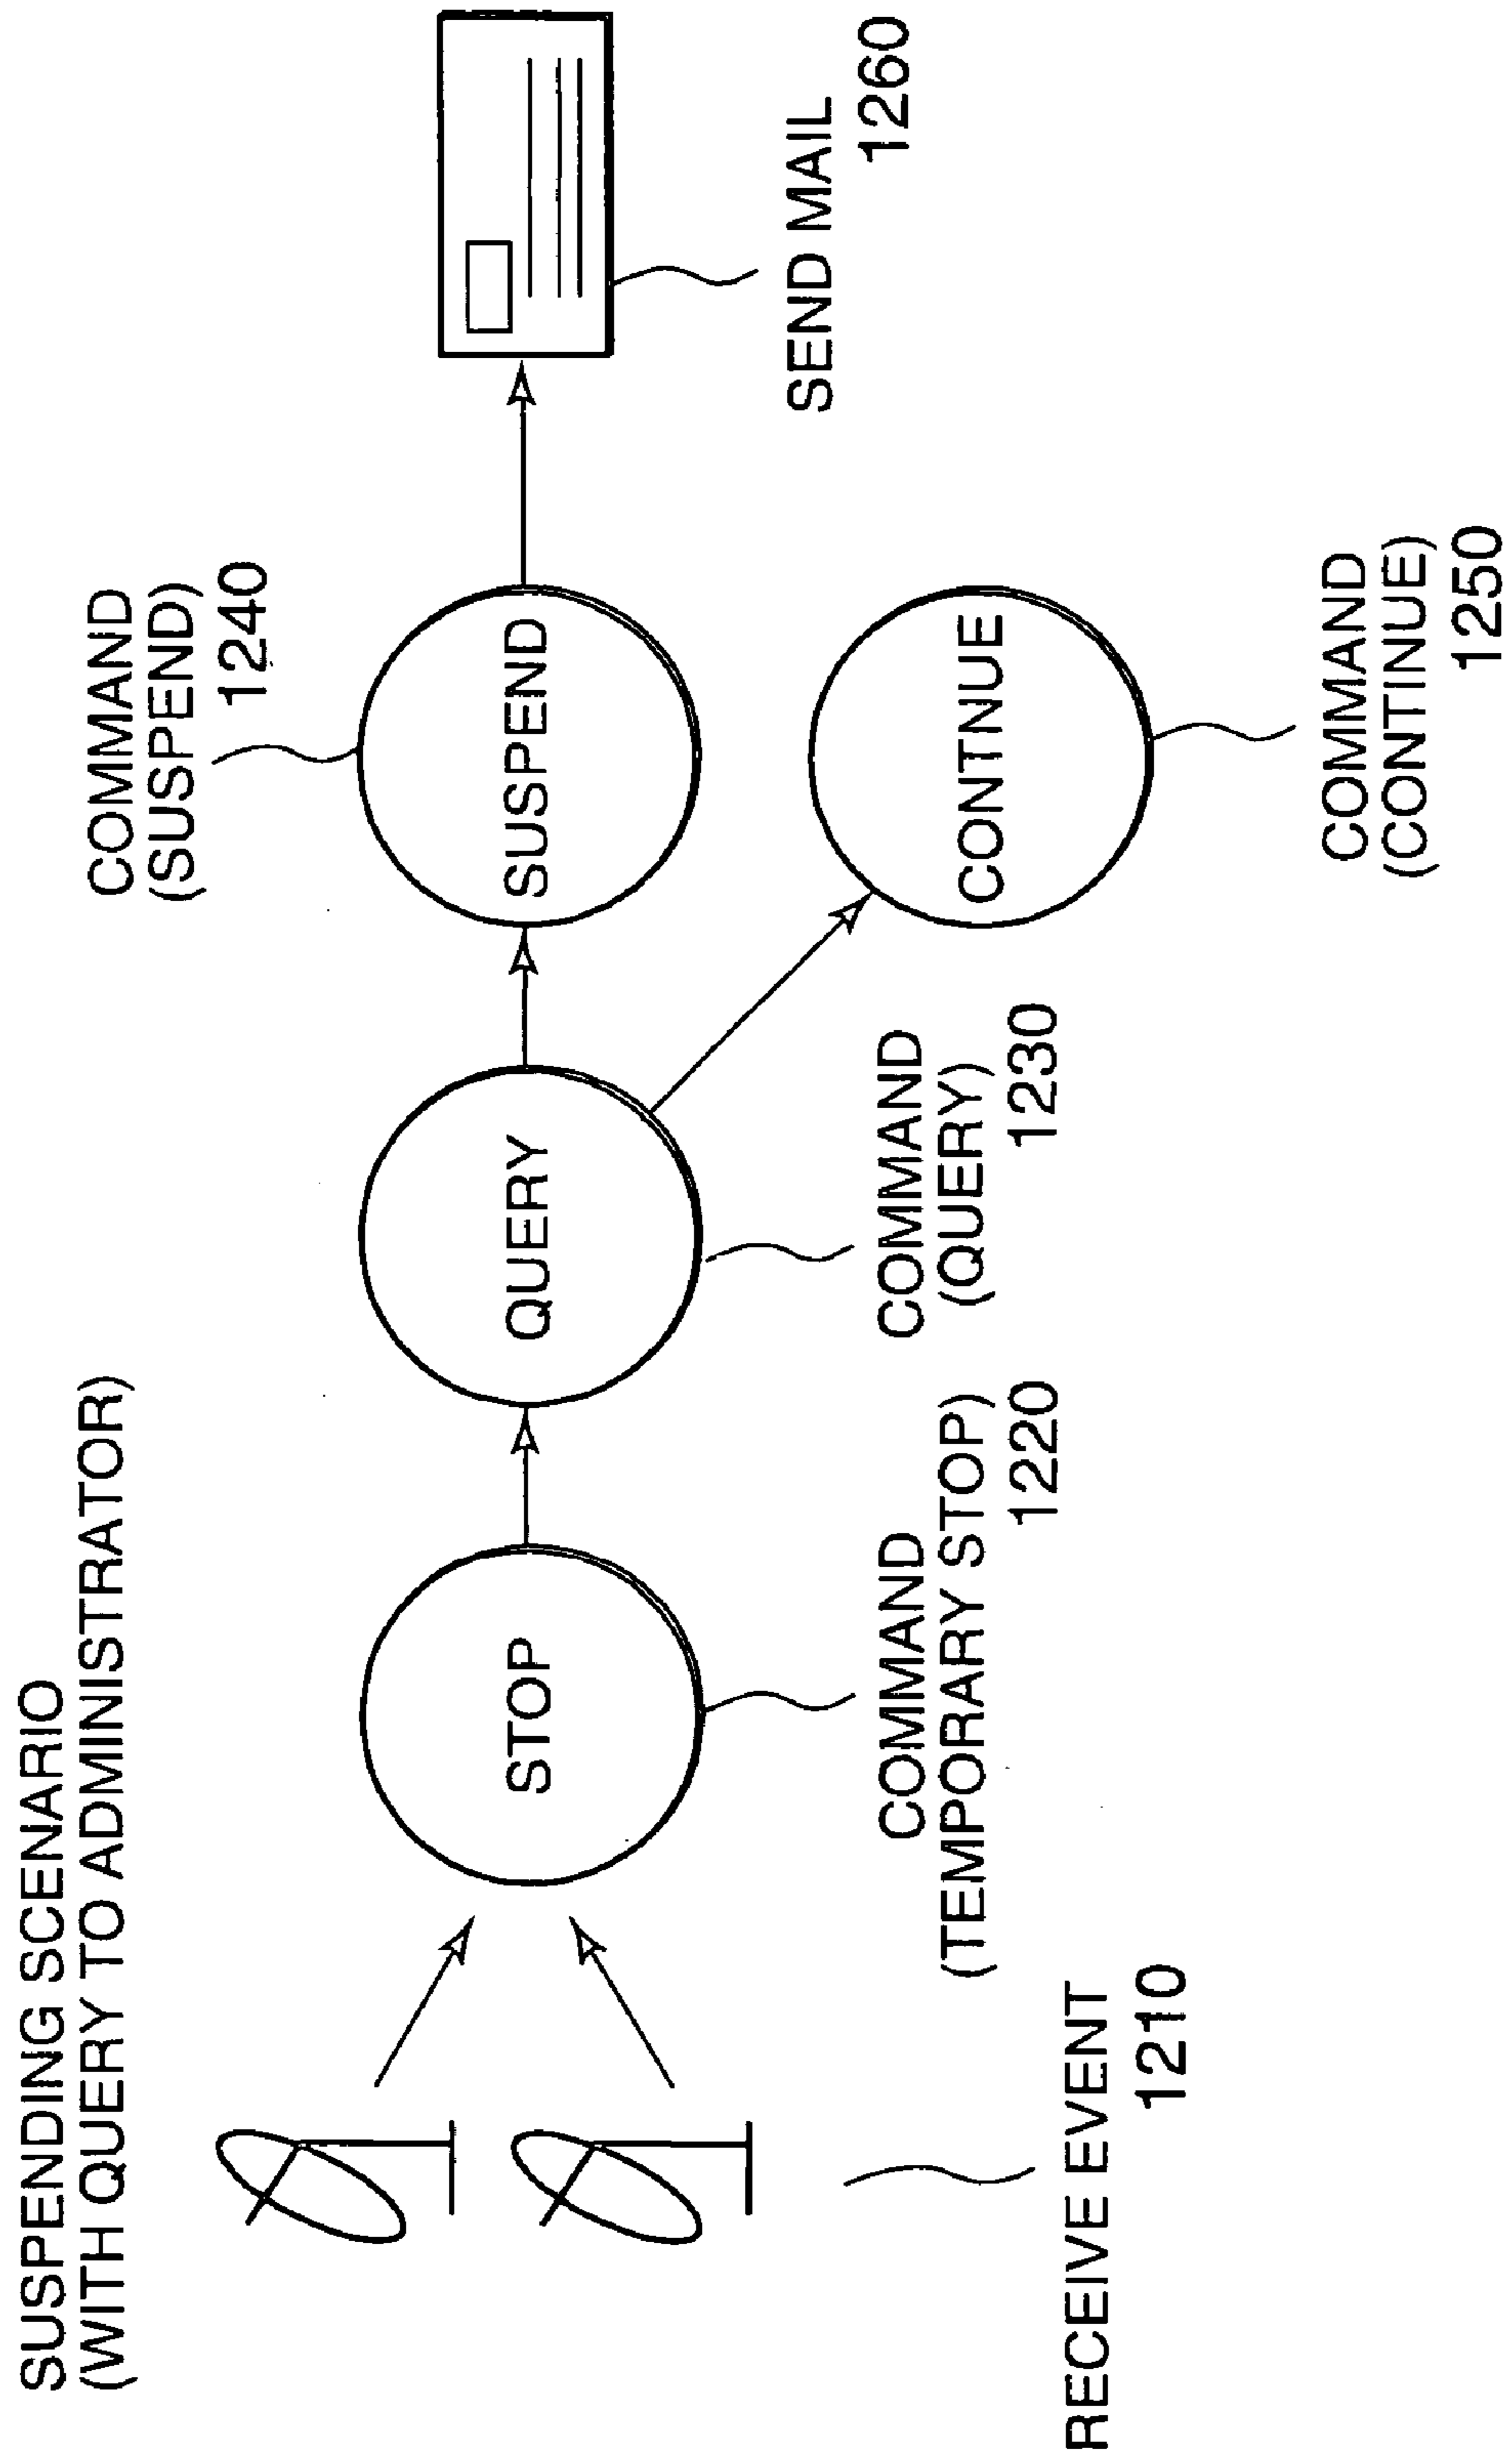 SUSPENDING SCENARIO
(WITH QUERY TO ADMINISTRATOR)
RECEIVE EVENT
1210
STOP
COMMAND
(TEMPORARY STOP)
1220
QUERY
COMMAND
(QUERY)
1230
COMMAND
(SUSPEND)
1240
SUSPEND
CONTINUE
COMMAND
(CONTINUE)
1250
SEND MAIL
1260